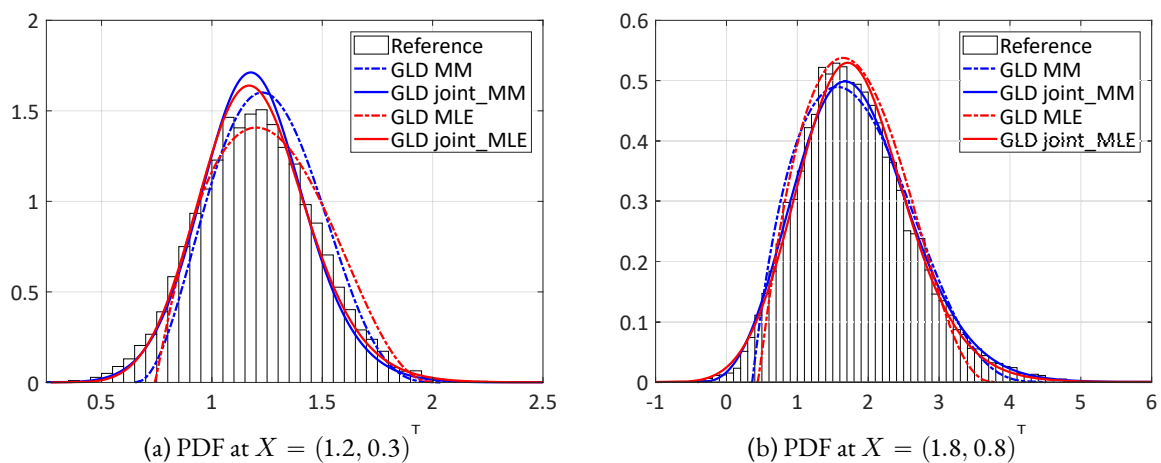 2
1.5
1
0.5
0
0.5
1
1.5
2
2.5
Reference
GLD MM
GLD joint_MM
GLD MLE
GLD joint_MLE
(a) PDF at X = (1.2, 0.3)ᵀ
0.6
0.5
0.4
0.3
0.2
0.1
0
-1
0
1
2
3
4
5
6
Reference
GLD MM
GLD joint_MM
GLD MLE
GLD joint_MLE
(b) PDF at X = (1.8, 0.8)ᵀ